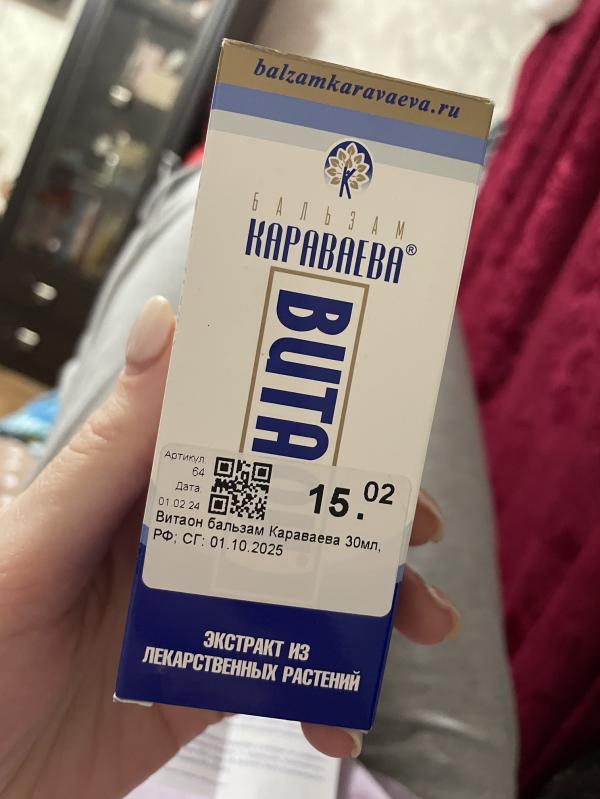 balzamkaravaeva.ru
БАЛЬЗАМ
КАРАВАЕВА®
ВИТА
Артикул
64
Дата:
01.02.24
15.02
Витаон бальзам Караваева 30мл,
РФ; СГ: 01.10.2025
ЭКСТРАКТ ИЗ
ЛЕКАРСТВЕННЫХ РАСТЕНИЙ